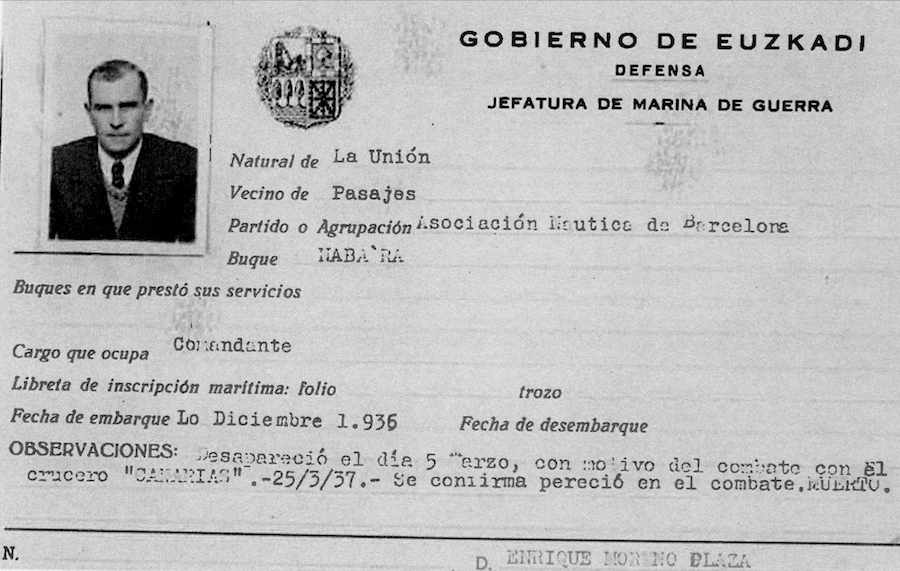 GOBIERNO DE EUZKADI
DEFENSA
JEFATURA DE MARINA DE GUERRA
Natural de La Unión
Vecino de Pasajes
Partido o Agrupación Asociación Nautica de Barcelona
Buque NABA`RA
Buques en que prestó sus servicios
Cargo que ocupa Comandante
Libreta de inscripción marítima: folio trozo
Fecha de embarque Lo Diciembre 1.936 Fecha de desembarque
OBSERVACIONES: Desapareció el día 5 Marzo, con motivo del combate con el
crucero "CANARIAS".-25/3/37.- Se confirma pereció en el combate.MUERTO.
N. D. ENRIQUE MORENO PLAZA